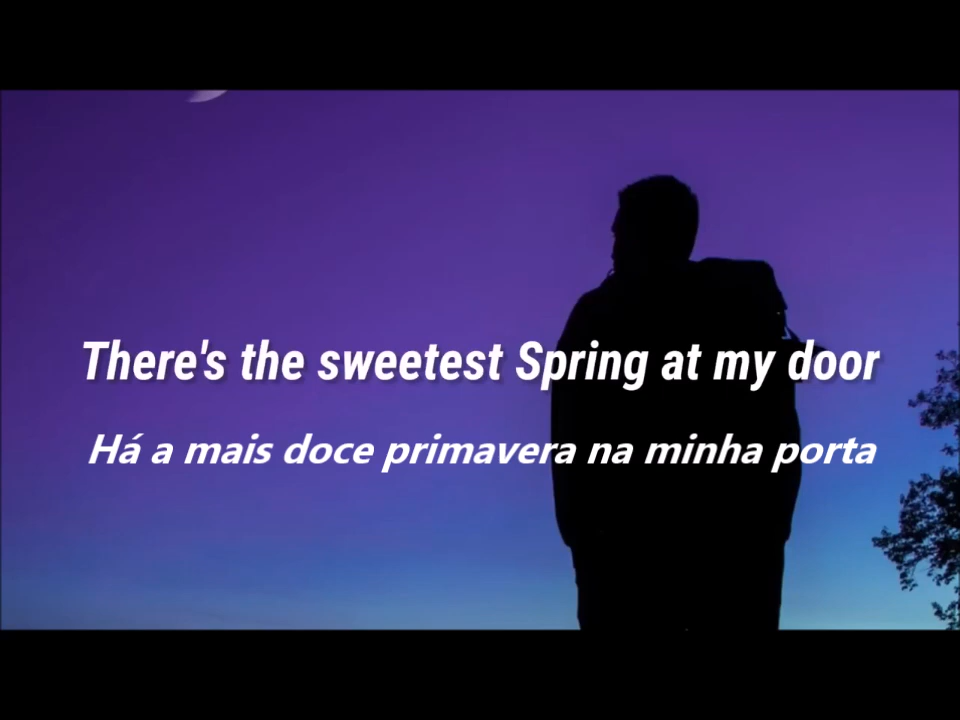 There's the sweetest Spring at my door
Há a mais doce primavera na minha porta